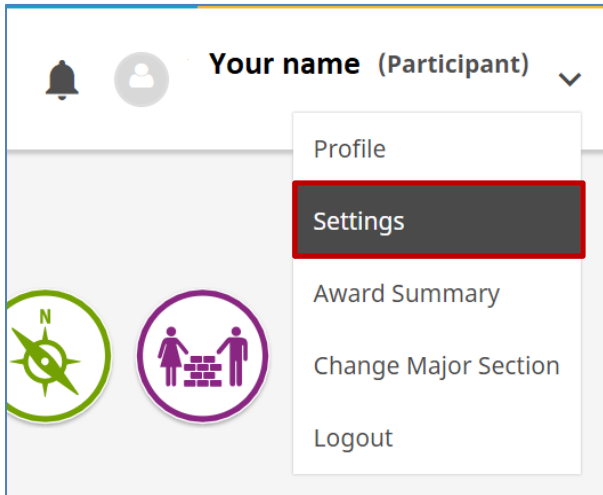 Your name (Participant)
Profile
Settings
N
Award Summary
Change Major Section
Logout